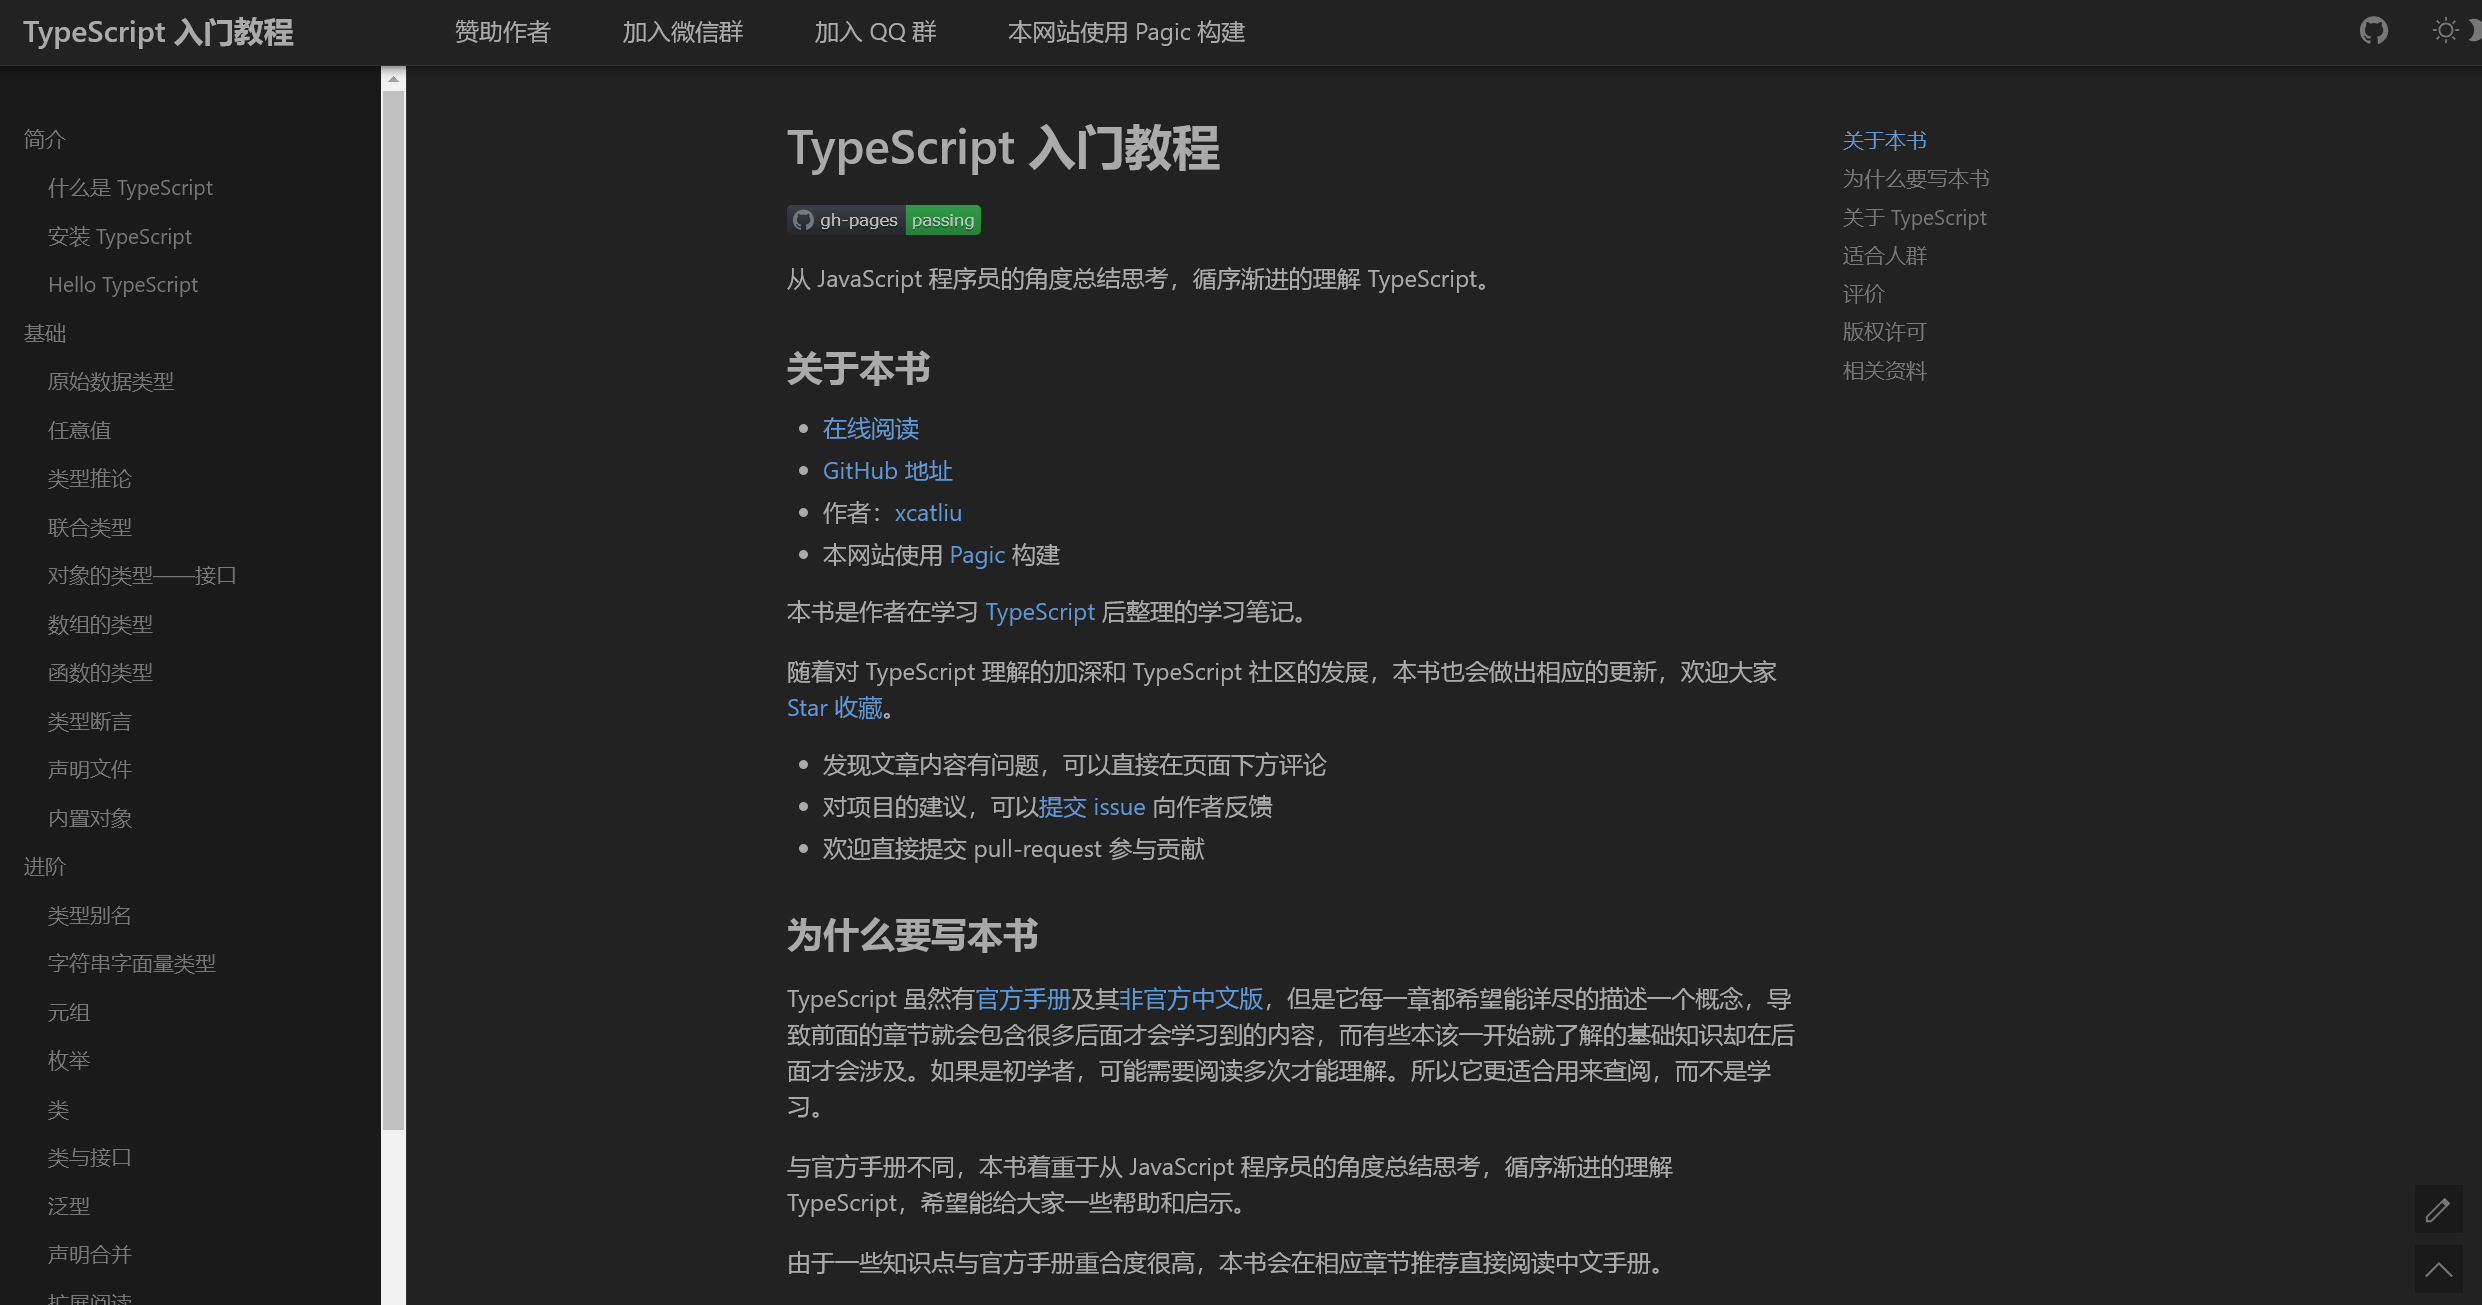 TypeScript 入门教程
赞助作者
加入微信群
加入 QQ 群
本网站使用 Pagic 构建
简介
什么是 TypeScript
安装 TypeScript
Hello TypeScript
基础
原始数据类型
任意值
类型推论
联合类型
对象的类型——接口
数组的类型
函数的类型
类型断言
声明文件
内置对象
进阶
类型别名
字符串字面量类型
元组
枚举
类
类与接口
泛型
声明合并
扩展阅读
TypeScript 入门教程
gh-pages passing
从 JavaScript 程序员的角度总结思考，循序渐进的理解 TypeScript。
关于本书
在线阅读
GitHub 地址
作者：xcatliu
本网站使用 Pagic 构建
本书是作者在学习 TypeScript 后整理的学习笔记。
随着对 TypeScript 理解的加深和 TypeScript 社区的发展，本书也会做出相应的更新，欢迎大家
Star 收藏。
发现文章内容有问题，可以直接在页面下方评论
对项目的建议，可以提交 issue 向作者反馈
欢迎直接提交 pull-request 参与贡献
为什么要写本书
TypeScript 虽然有官方手册及其非官方中文版，但是它每一章都希望能详尽的描述一个概念，导
致前面的章节就会包含很多后面才会学习到的内容，而有些本该一开始就了解的基础知识却在后
面才会涉及。如果是初学者，可能需要阅读多次才能理解。所以它更适合用来查阅，而不是学
习。
与官方手册不同，本书着重于从 JavaScript 程序员的角度总结思考，循序渐进的理解
TypeScript，希望能给大家一些帮助和启示。
由于一些知识点与官方手册重合度很高，本书会在相应章节推荐直接阅读中文手册。
关于本书
为什么要写本书
关于 TypeScript
适合人群
评价
版权许可
相关资料